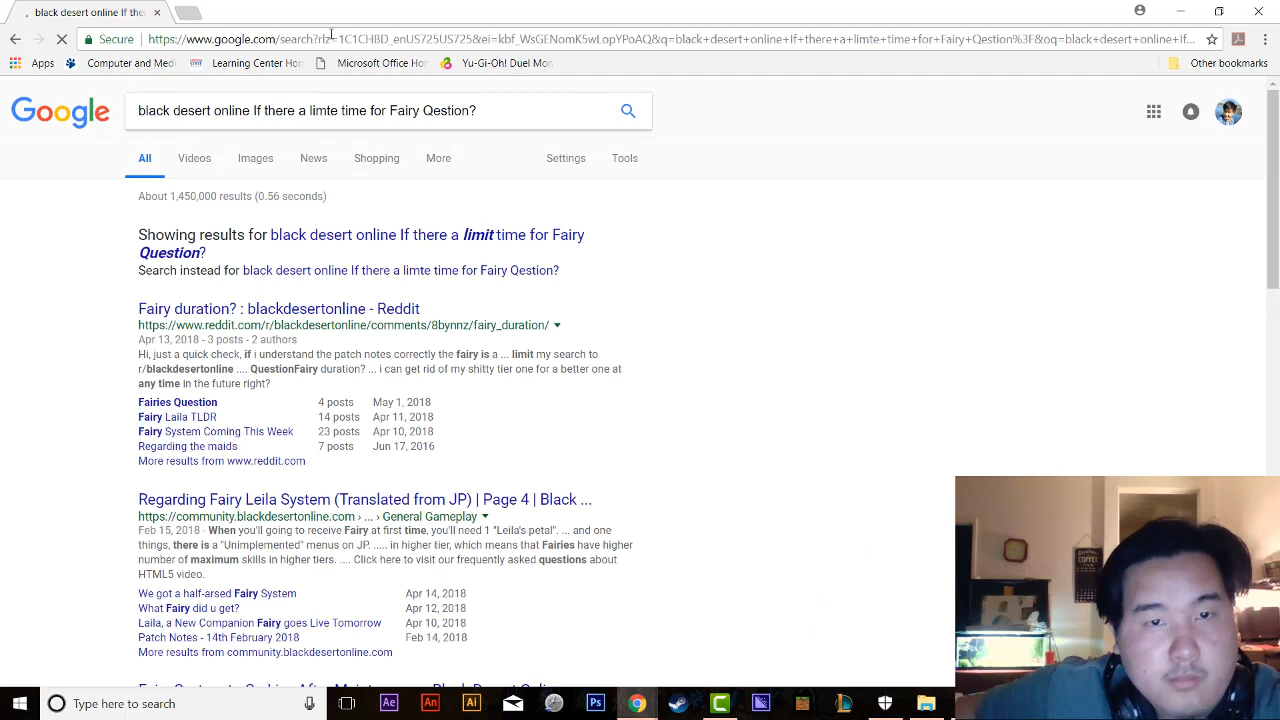 black desert online If ther
Secure
https://www.google.com/search?rlz=1C1CHBD_enUS725US725&ei=kbf_WsGENomK5wLopYPoAQ&q=black+desert+online+If+there+a+limte+time+for+Fairy+Qestion%3F&oq=black+desert+online+If...
Apps
Computer and Med
Learning Center Hor
Microsoft Office Hor
Yu-Gi-Oh! Duel Mon
Other bookmarks
Google
black desert online If there a limte time for Fairy Qestion?
All
Videos
Images
News
Shopping
More
Settings
Tools
About 1,450,000 results (0.56 seconds)
Showing results for black desert online If there a limit time for Fairy
Question?
Search instead for black desert online If there a limte time for Fairy Qestion?
Fairy duration? : blackdesertonline - Reddit
https://www.reddit.com/r/blackdesertonline/comments/8bynnz/fairy_duration/
Apr 13, 2018 - 3 posts - 2 authors
Hi, just a quick check, if i understand the patch notes correctly the fairy is a ... limit my search to
r/blackdesertonline .... QuestionFairy duration? ... i can get rid of my shitty tier one for a better one at
any time in the future right?
Fairies Question 4 posts May 1, 2018
Fairy Laila TLDR 14 posts Apr 11, 2018
Fairy System Coming This Week 23 posts Apr 10, 2018
Regarding the maids 7 posts Jun 17, 2016
More results from www.reddit.com
Regarding Fairy Leila System (Translated from JP) | Page 4 | Black ...
https://community.blackdesertonline.com › ... › General Gameplay
Feb 15, 2018 - When you'll going to receive Fairy at first time, you'll need 1 "Leila's petal". ... and one
things, there is a "Unimplemented" menus on JP. ..... in higher tier, which means that Fairies have higher
number of maximum skills in higher tiers. .... Click here to visit our frequently asked questions about
HTML5 video.
We got a half-arsed Fairy System Apr 14, 2018
What Fairy did u get? Apr 12, 2018
Laila, a New Companion Fairy goes Live Tomorrow Apr 11, 2018
Patch Notes - 14th February 2018 Feb 14, 2018
More results from community.blackdesertonline.com
Type here to search
Ae
An
Ai
Ps